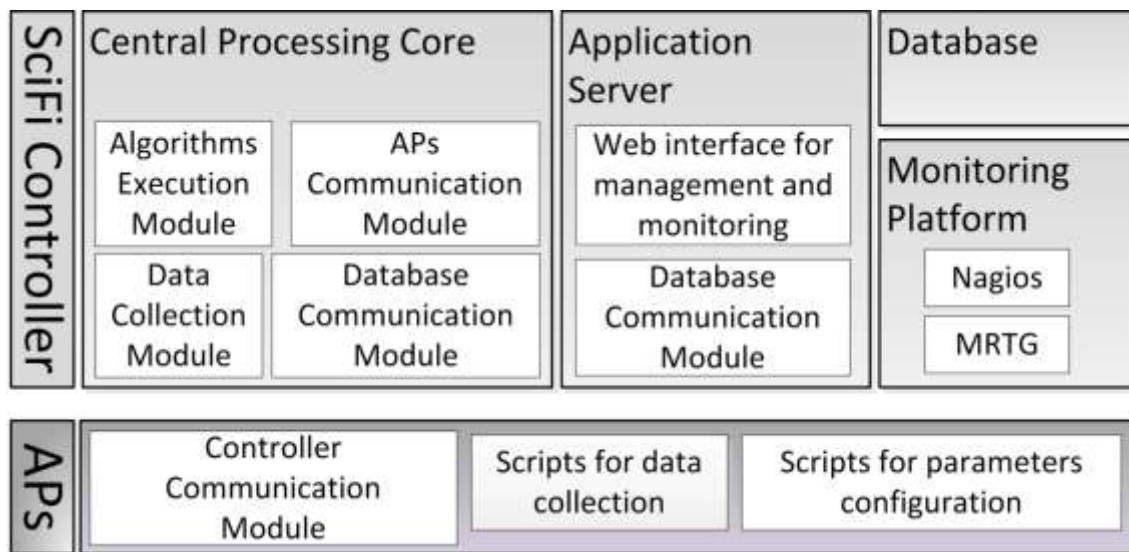 SciFi Controller
Central Processing Core
Algorithms
Execution
Module
APs
Communication
Module
Data
Collection
Module
Database
Communication
Module
Application
Server
Web interface for
management and
monitoring
Database
Communication
Module
Database
Monitoring
Platform
Nagios
MRTG
APs
Controller
Communication
Module
Scripts for data
collection
Scripts for parameters
configuration